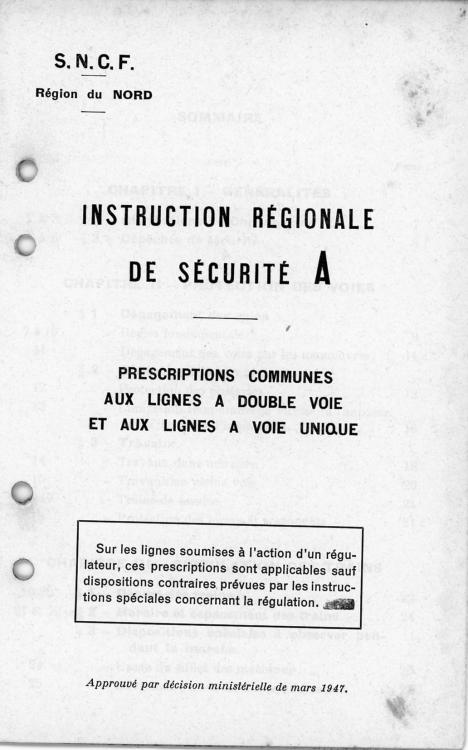 S.N.C.F.
Région du NORD
INSTRUCTION RÉGIONALE
DE SÉCURITÉ A
PRESCRIPTIONS COMMUNES
AUX LIGNES A DOUBLE VOIE
ET AUX LIGNES A VOIE UNIQUE
Sur les lignes soumises à l'action d'un régu-
lateur, ces prescriptions sont applicables sauf
dispositions contraires prévues par les instruc-
tions spéciales concernant la régulation.
Approuvé par décision ministérielle de mars 1947.